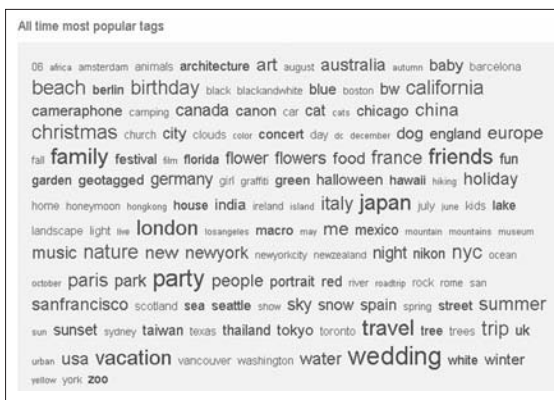 All time most popular tags
06 africa amsterdam animals architecture art august australia autumn baby barcelona
beach berlin birthday black blackandwhite blue boston bw california
cameraphone camping canada canon car cat cats chicago china
christmas church city clouds color concert day dc december dog england europe
fall family festival film florida flower flowers food france friends fun
garden geotagged germany girl graffiti green halloween hawaii hiking holiday
home honeymoon hongkong house india ireland island italy japan july june kids lake
landscape light live london losangeles macro may me mexico mountain mountains museum
music nature new newyork newyorkcity newzealand night nikon nyc ocean
october paris park party people portrait red river roadtrip rock rome san
sanfrancisco scotland sea seattle snow sky snow spain spring street summer
sun sunset sydney taiwan texas thailand tokyo toronto travel tree trees trip uk
urban usa vacation vancouver washington water wedding white winter
yellow york zoo